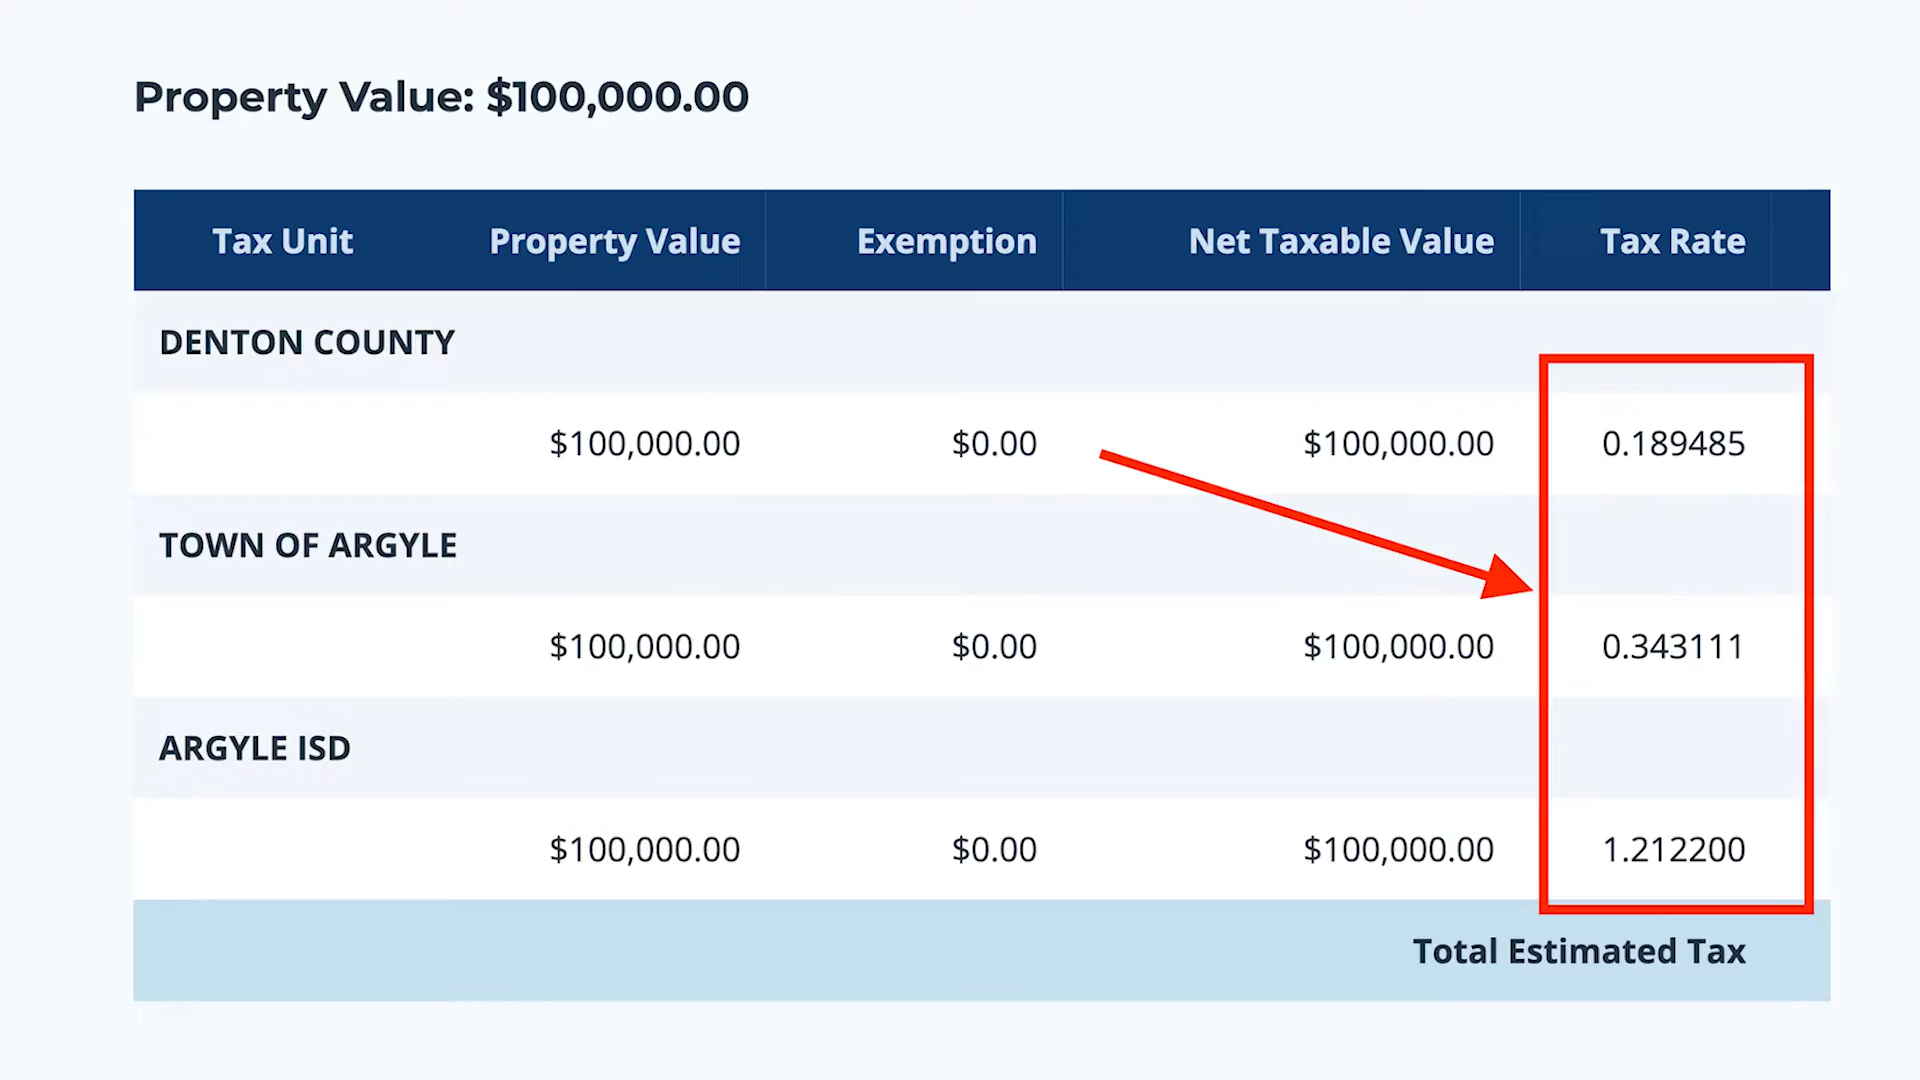 Property Value: $100,000.00
Tax Unit Property Value Exemption Net Taxable Value Tax Rate
DENTON COUNTY
$100,000.00 $0.00 $100,000.00 0.189485
TOWN OF ARGYLE
$100,000.00 $0.00 $100,000.00 0.343111
ARGYLE ISD
$100,000.00 $0.00 $100,000.00 1.212200
Total Estimated Tax